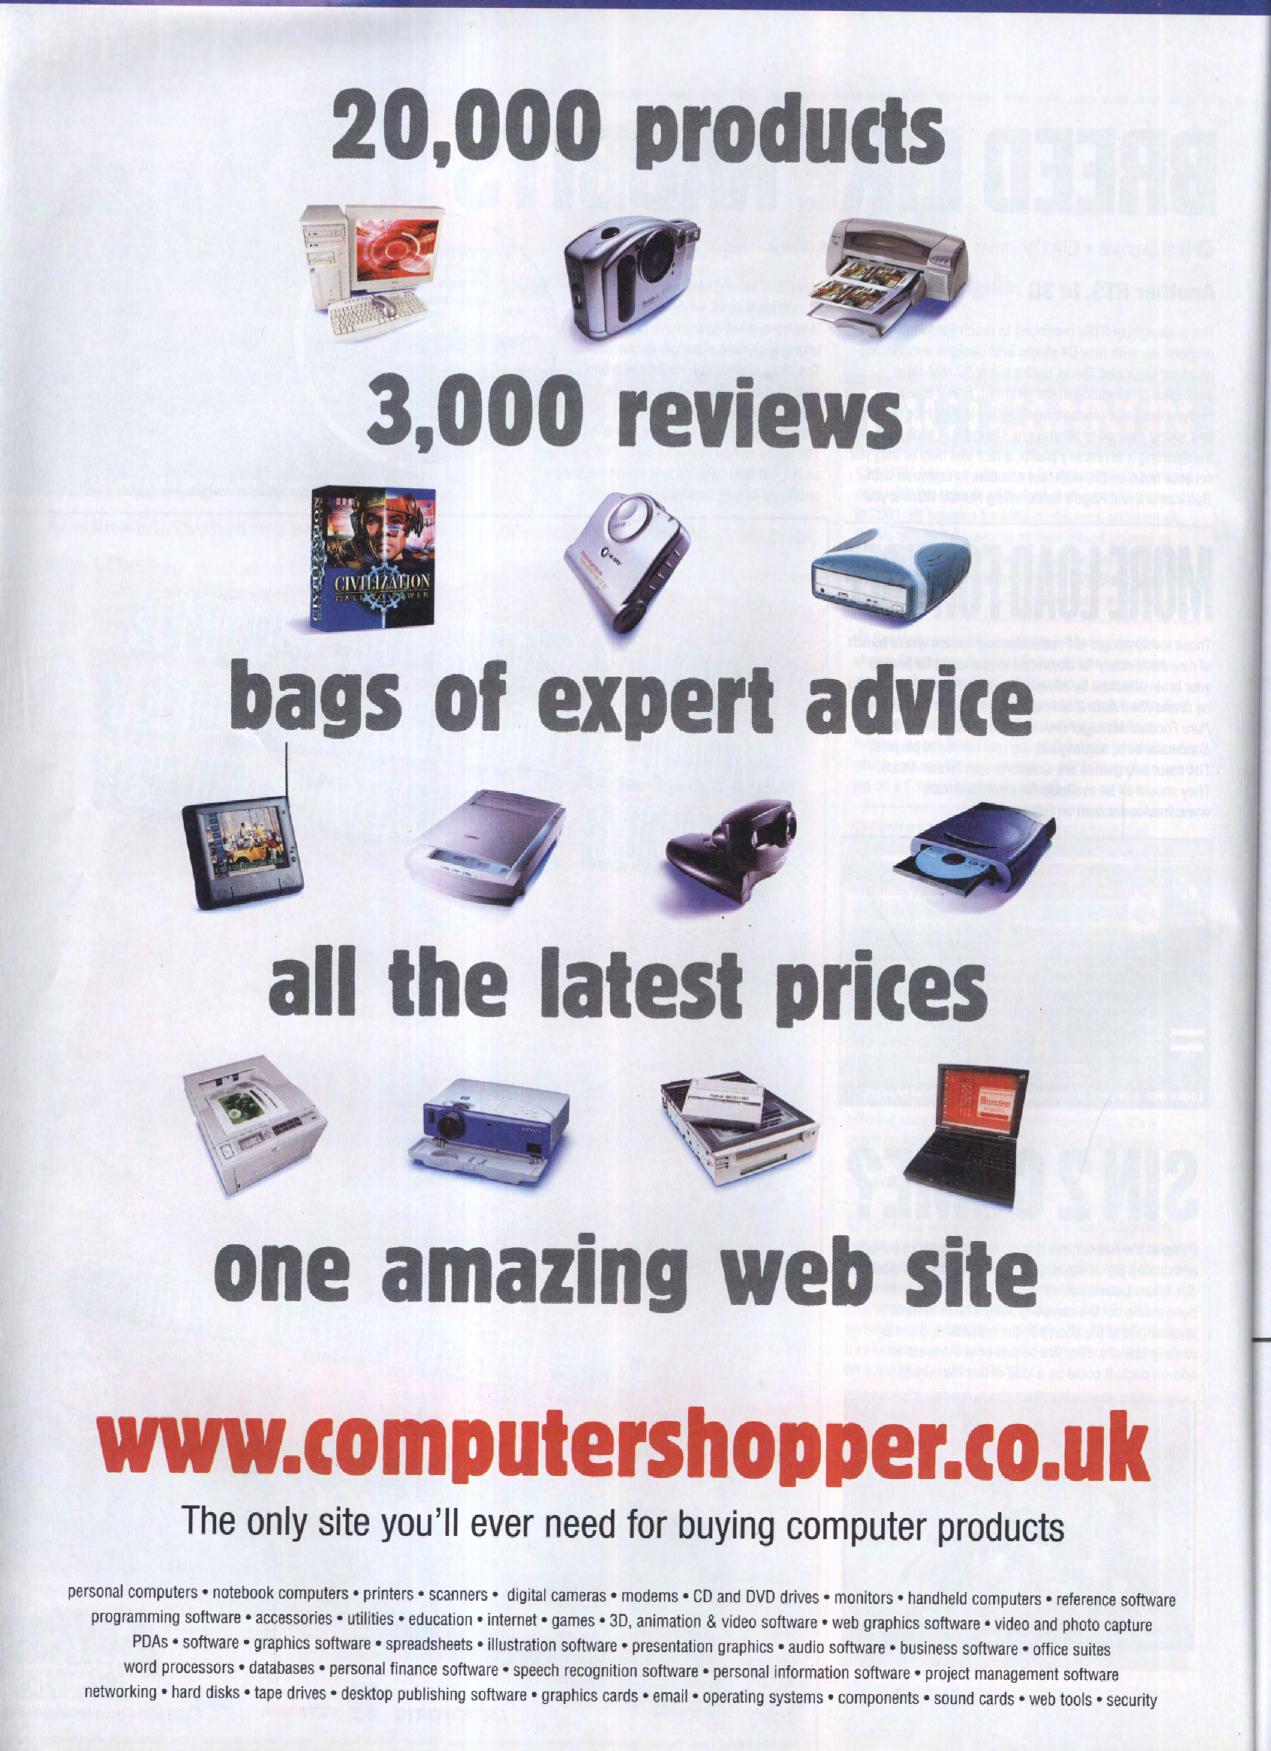 20,000 products
3,000 reviews
CIVILIZATION
CIVILIZATION
CALL TO POWER
bags of expert advice
CD-R
all the latest prices
one amazing web site
www.computershopper.co.uk
The only site you'll ever need for buying computer products
personal computers • notebook computers • printers • scanners • digital cameras • modems • CD and DVD drives • monitors • handheld computers • reference software
programming software • accessories • utilities • education • internet • games • 3D, animation & video software • web graphics software • video and photo capture
PDAs • software • graphics software • spreadsheets • illustration software • presentation graphics • audio software • business software • office suites
word processors • databases • personal finance software • speech recognition software • personal information software • project management software
networking • hard disks • tape drives • desktop publishing software • graphics cards • email • operating systems • components • sound cards • web tools • security